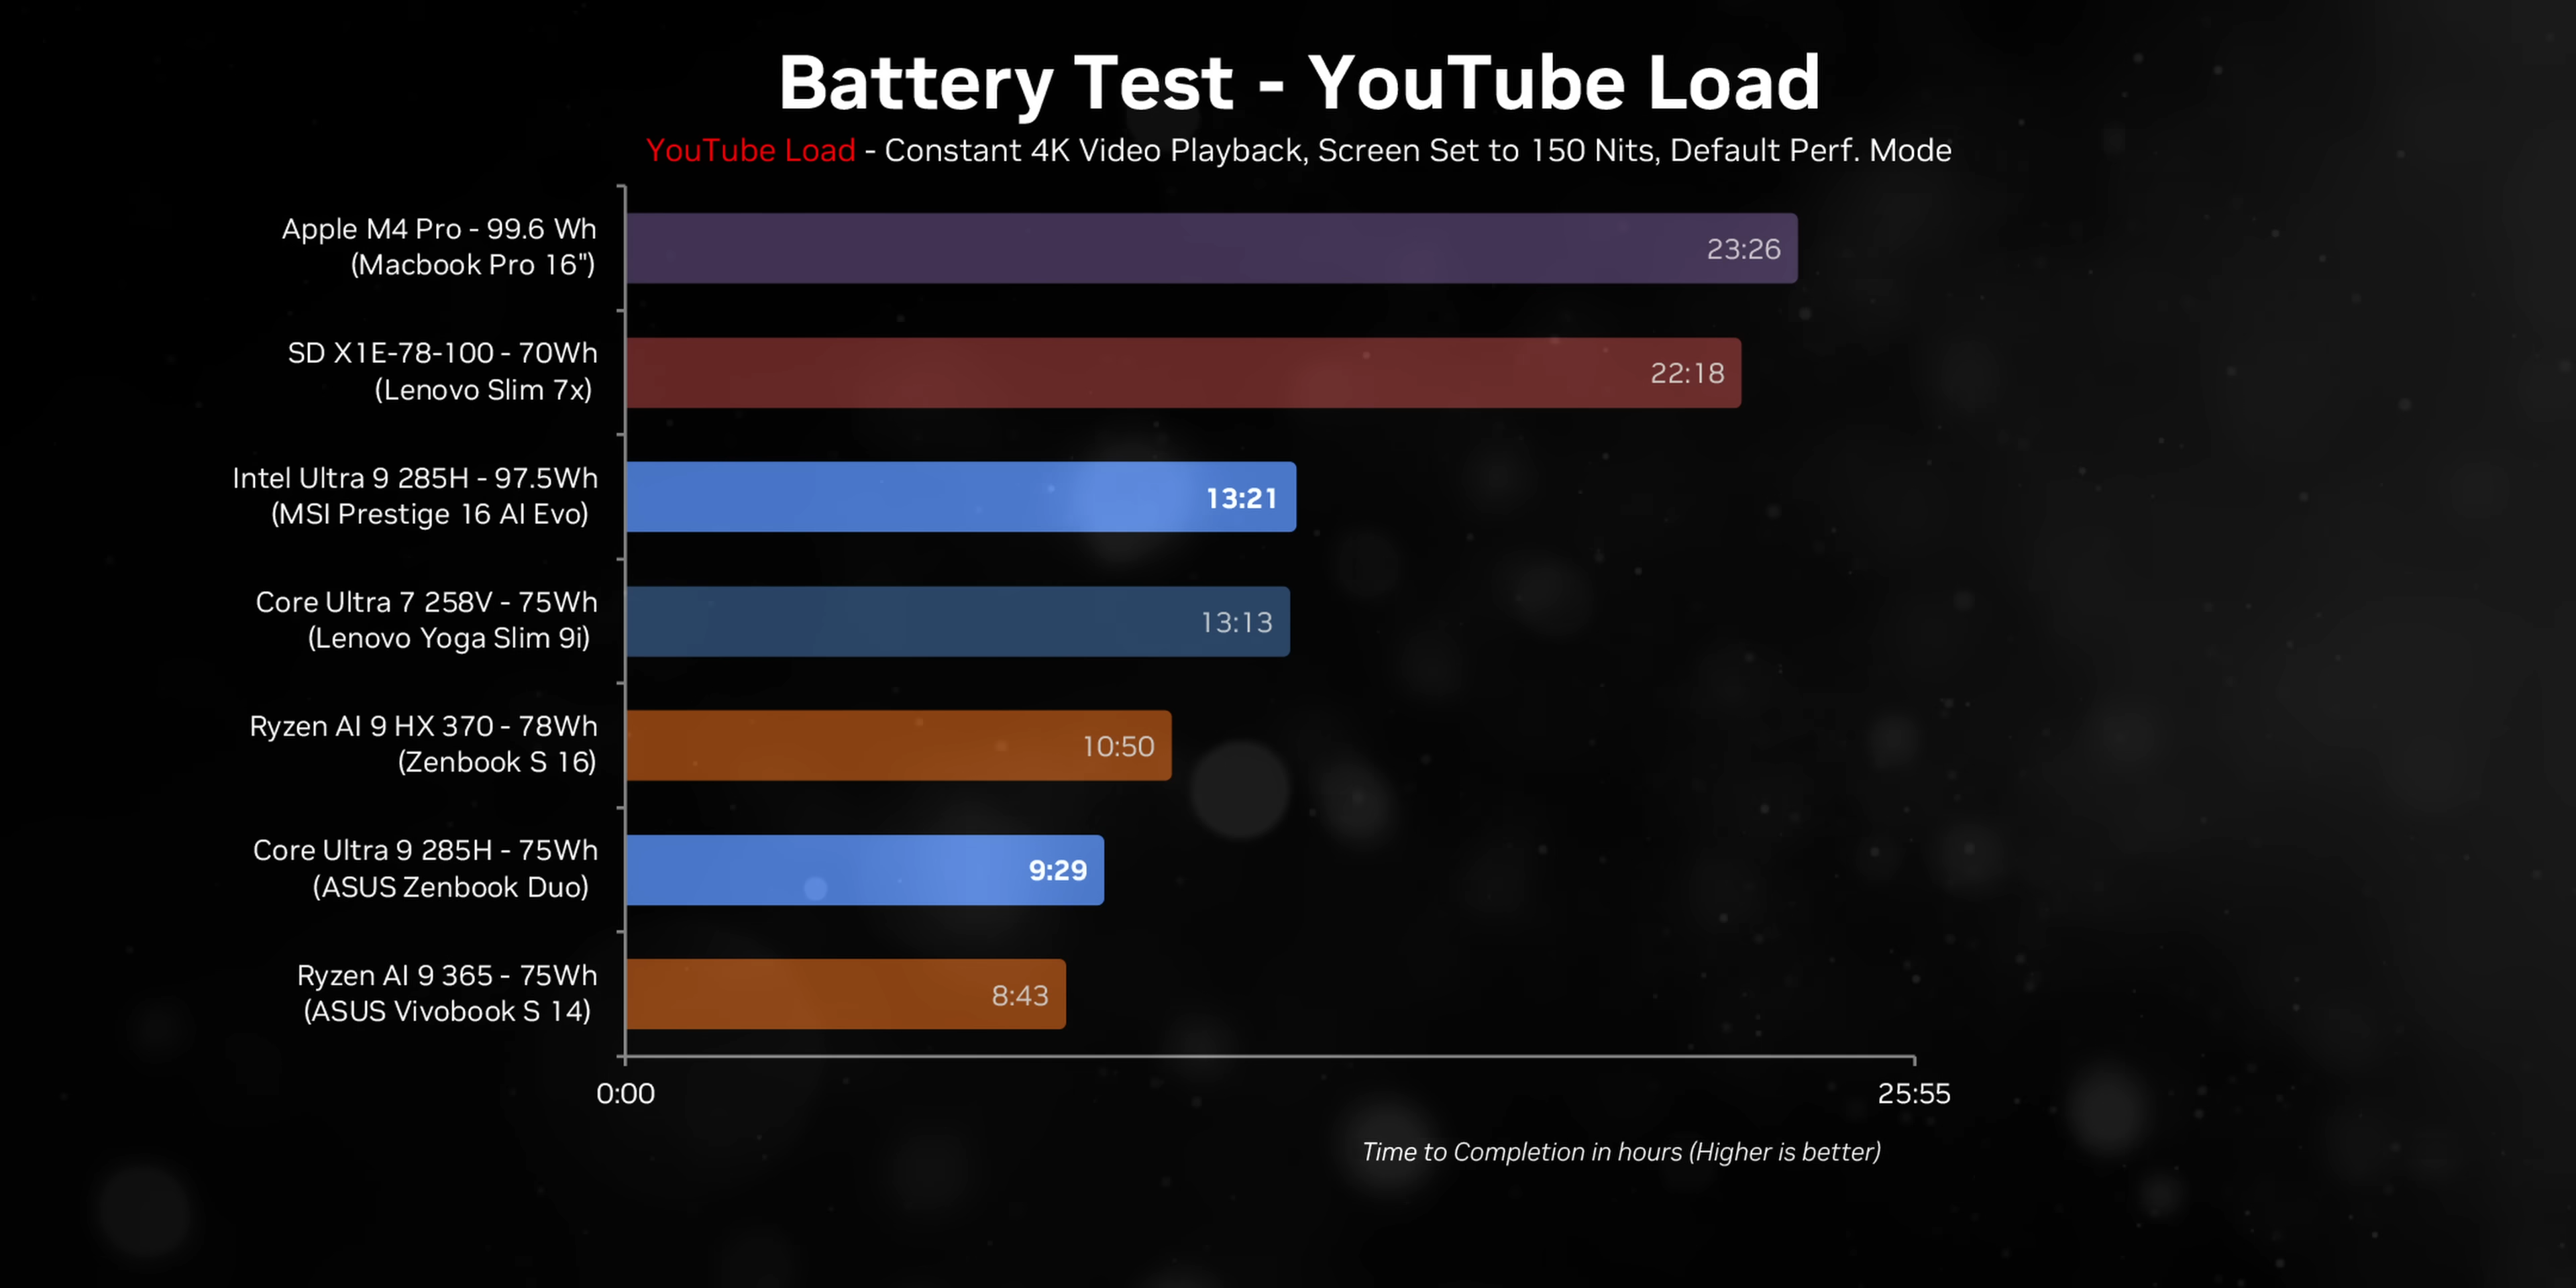 Battery Test - YouTube Load
YouTube Load - Constant 4K Video Playback, Screen Set to 150 Nits, Default Perf. Mode
Apple M4 Pro - 99.6 Wh
(Macbook Pro 16")
23:26
SD X1E-78-100 - 70Wh
(Lenovo Slim 7x)
22:18
Intel Ultra 9 285H - 97.5Wh
(MSI Prestige 16 AI Evo)
13:21
Core Ultra 7 258V - 75Wh
(Lenovo Yoga Slim 9i)
13:13
Ryzen AI 9 HX 370 - 78Wh
(Zenbook S 16)
10:50
Core Ultra 9 285H - 75Wh
(ASUS Zenbook Duo)
9:29
Ryzen AI 9 365 - 75Wh
(ASUS Vivobook S 14)
8:43
0:00
25:55
Time to Completion in hours (Higher is better)